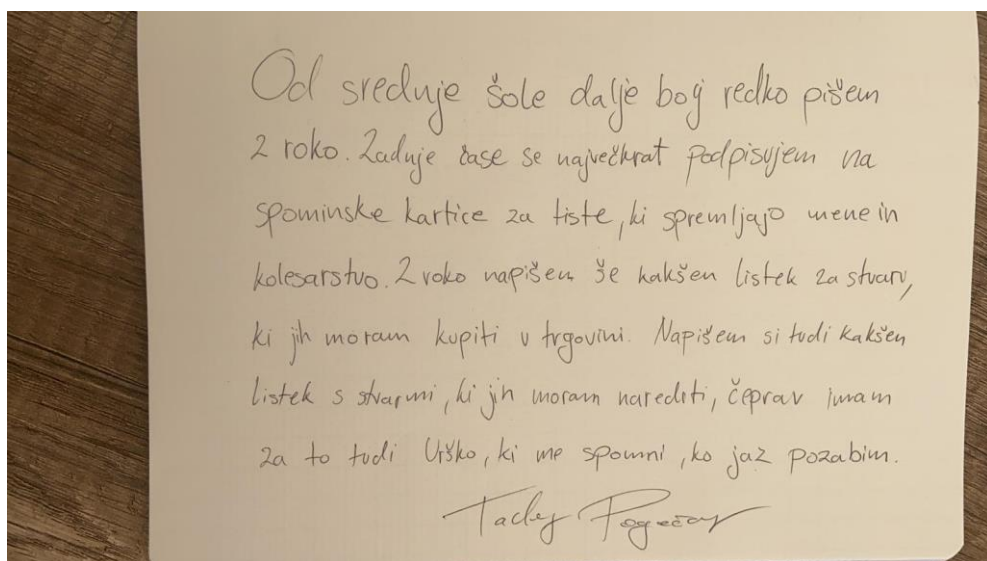 Od srednje šole dalje bolj redko pišem
z roko. Zadnje čase se največkrat podpisujem na
spominske kartice za tiste, ki spremljajo mene in
kolesarstvo. Z roko napišem še kakšen listek za stvari,
ki jih moram kupiti v trgovini. Napišem si tudi kakšen
listek s stvarmi, ki jih moram narediti, čeprav imam
za to tudi Urško, ki me spomni, ko jaz pozabim.
Tadej Pogačar